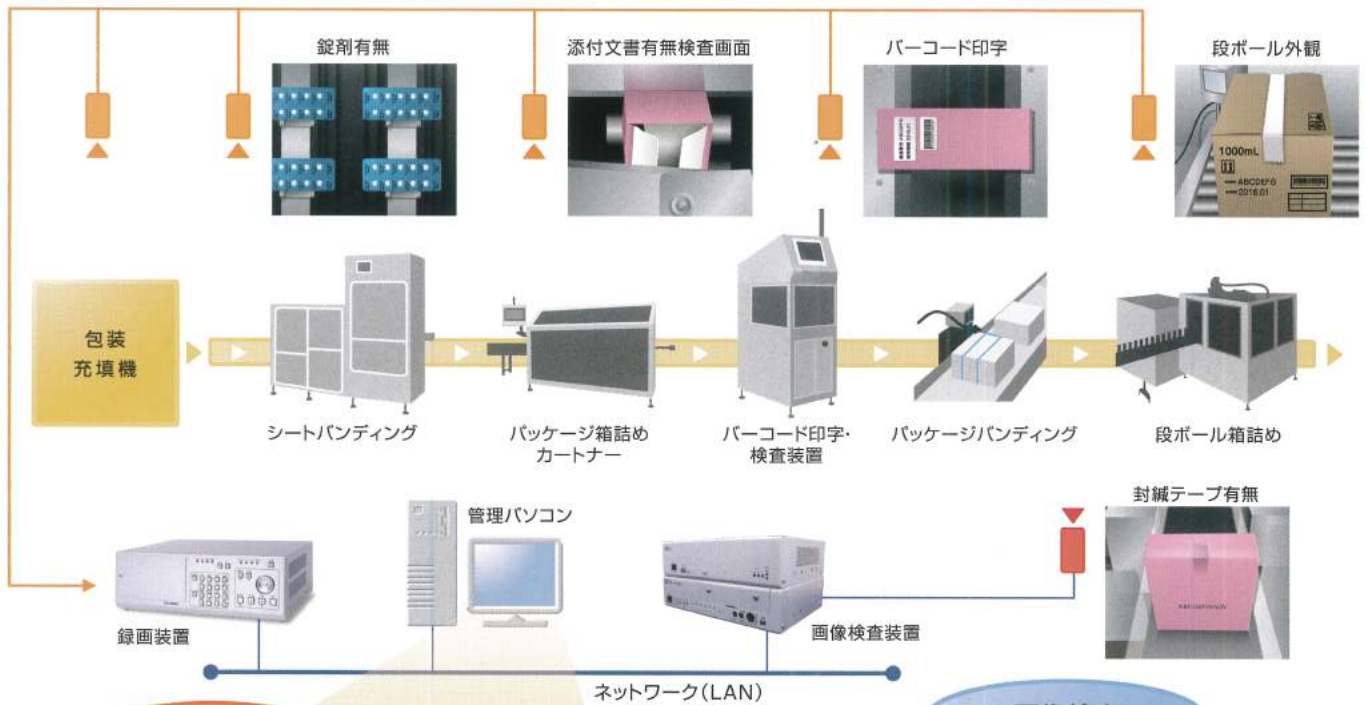 錠剤有無
添付文書有無検査画面
バーコード印字
段ボール外観
1000mL
ABCDEFG
2016.01
包装
充填機
シートバンディング
パッケージ箱詰め
カートナー
バーコード印字・
検査装置
パッケージバンディング
段ボール箱詰め
封緘テープ有無
管理パソコン
録画装置
画像検査装置
ネットワーク(LAN)